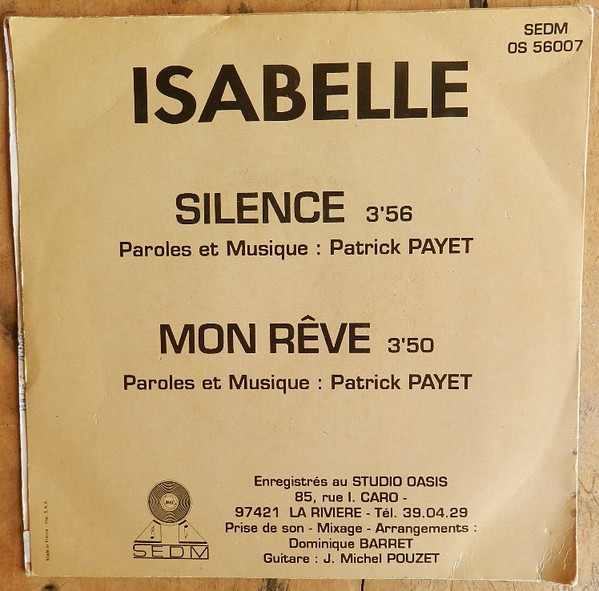 SEDM
OS 56007
ISABELLE
SILENCE 3'56
Paroles et Musique : Patrick PAYET
MON RÊVE 3'50
Paroles et Musique : Patrick PAYET
Enregistrés au STUDIO OASIS
85, rue I. CARO -
97421 LA RIVIERE - Tél. 39.04.29
Prise de son - Mixage - Arrangements :
Dominique BARRET
Guitare : J. Michel POUZET
SEDM